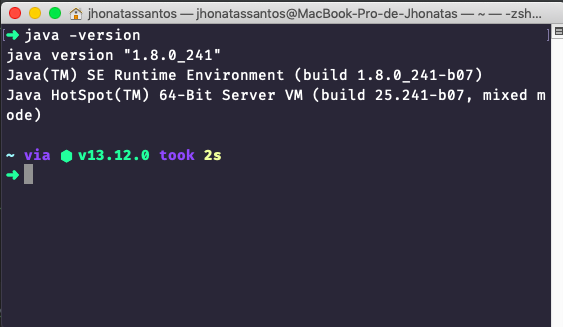 jhonatassantos — jhonatassantos@MacBook-Pro-de-Jhonatas — ~ — -zsh...
➜ java -version
java version "1.8.0_241"
Java(TM) SE Runtime Environment (build 1.8.0_241-b07)
Java HotSpot(TM) 64-Bit Server VM (build 25.241-b07, mixed m
ode)
~ via ⬢ v13.12.0 took 2s
➜